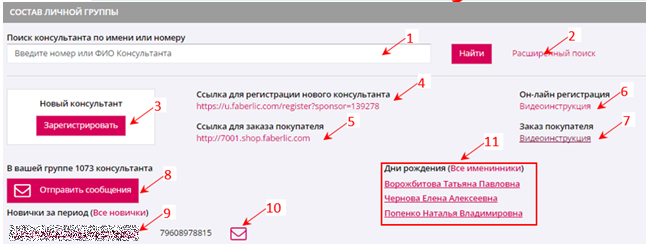 СОСТАВ ЛИЧНОЙ ГРУППЫ
Поиск консультанта по имени или номеру
1
2
Введите номер или ФИО Консультанта
Найти
Расширенный поиск
Новый консультант
3
Зарегистрировать
Ссылка для регистрации нового консультанта
4
https://u.faberlic.com/register?sponsor=139278
Ссылка для заказа покупателя
5
http://7001.shop.faberlic.com
Он-лайн регистрация
6
Видеоинструкция
Заказ покупателя
7
Видеоинструкция
В вашей группе 1073 консультанта
8
Отправить сообщения
Новички за период (Все новички)
9
79608978815
10
11
Дни рождения (Все именинники)
Ворожбитова Татьяна Павловна
Чернова Елена Алексеевна
Попенко Наталья Владимировна